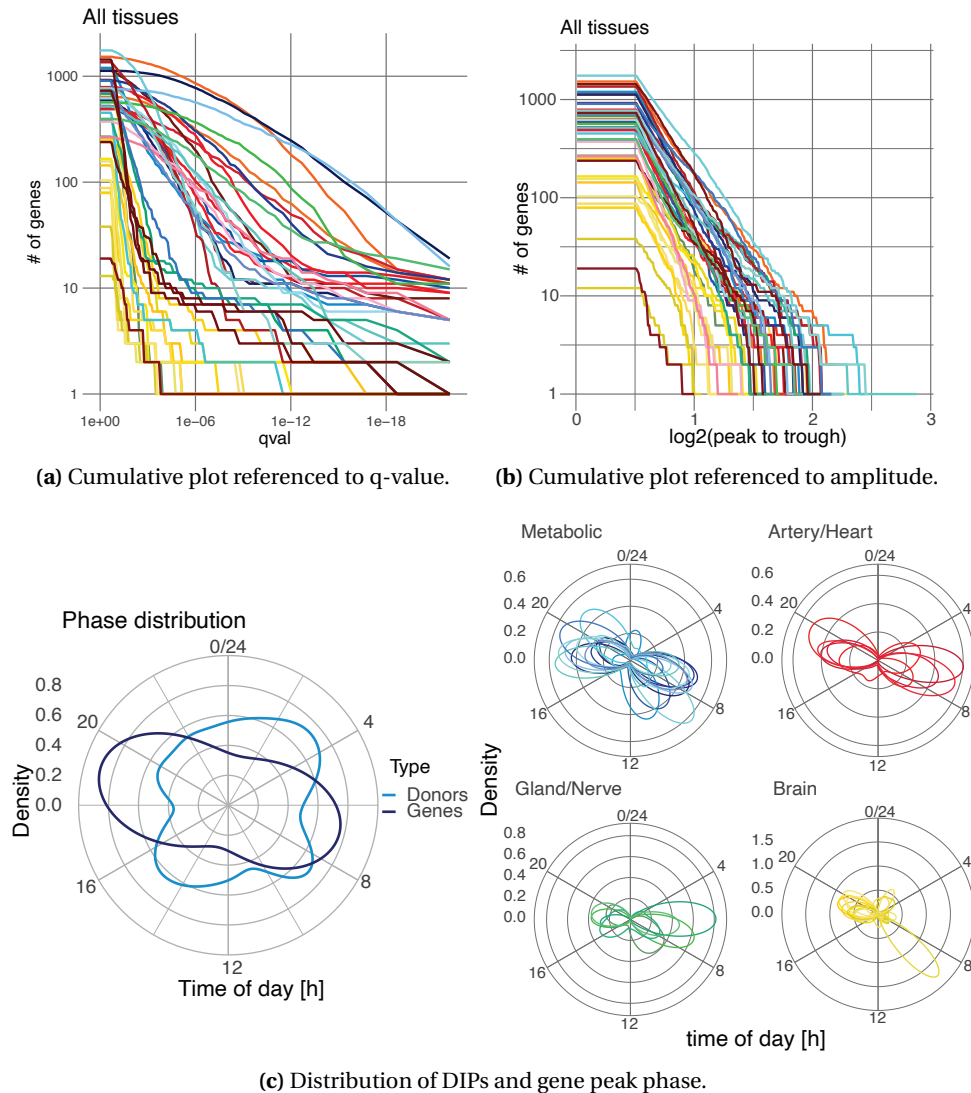 All tissues
1000
100
10
1
# of genes
1e+00
1e-06
1e-12
1e-18
qval
(a) Cumulative plot referenced to q-value.
All tissues
1000
100
10
1
# of genes
0
1
2
3
log2(peak to trough)
(b) Cumulative plot referenced to amplitude.
Phase distribution
0/24
4
8
12
16
20
0.8
0.6
0.4
0.2
0.0
Density
Time of day [h]
Type
Donors
Genes
Metabolic
0/24
4
8
12
16
20
0.6
0.4
0.2
0.0
Artery/Heart
0/24
4
8
12
16
20
0.6
0.4
0.2
0.0
Density
Gland/Nerve
0/24
4
8
12
16
20
0.8
0.6
0.4
0.2
0.0
Brain
0/24
4
8
12
16
20
1.5
1.0
0.5
0.0
time of day [h]
(c) Distribution of DIPs and gene peak phase.